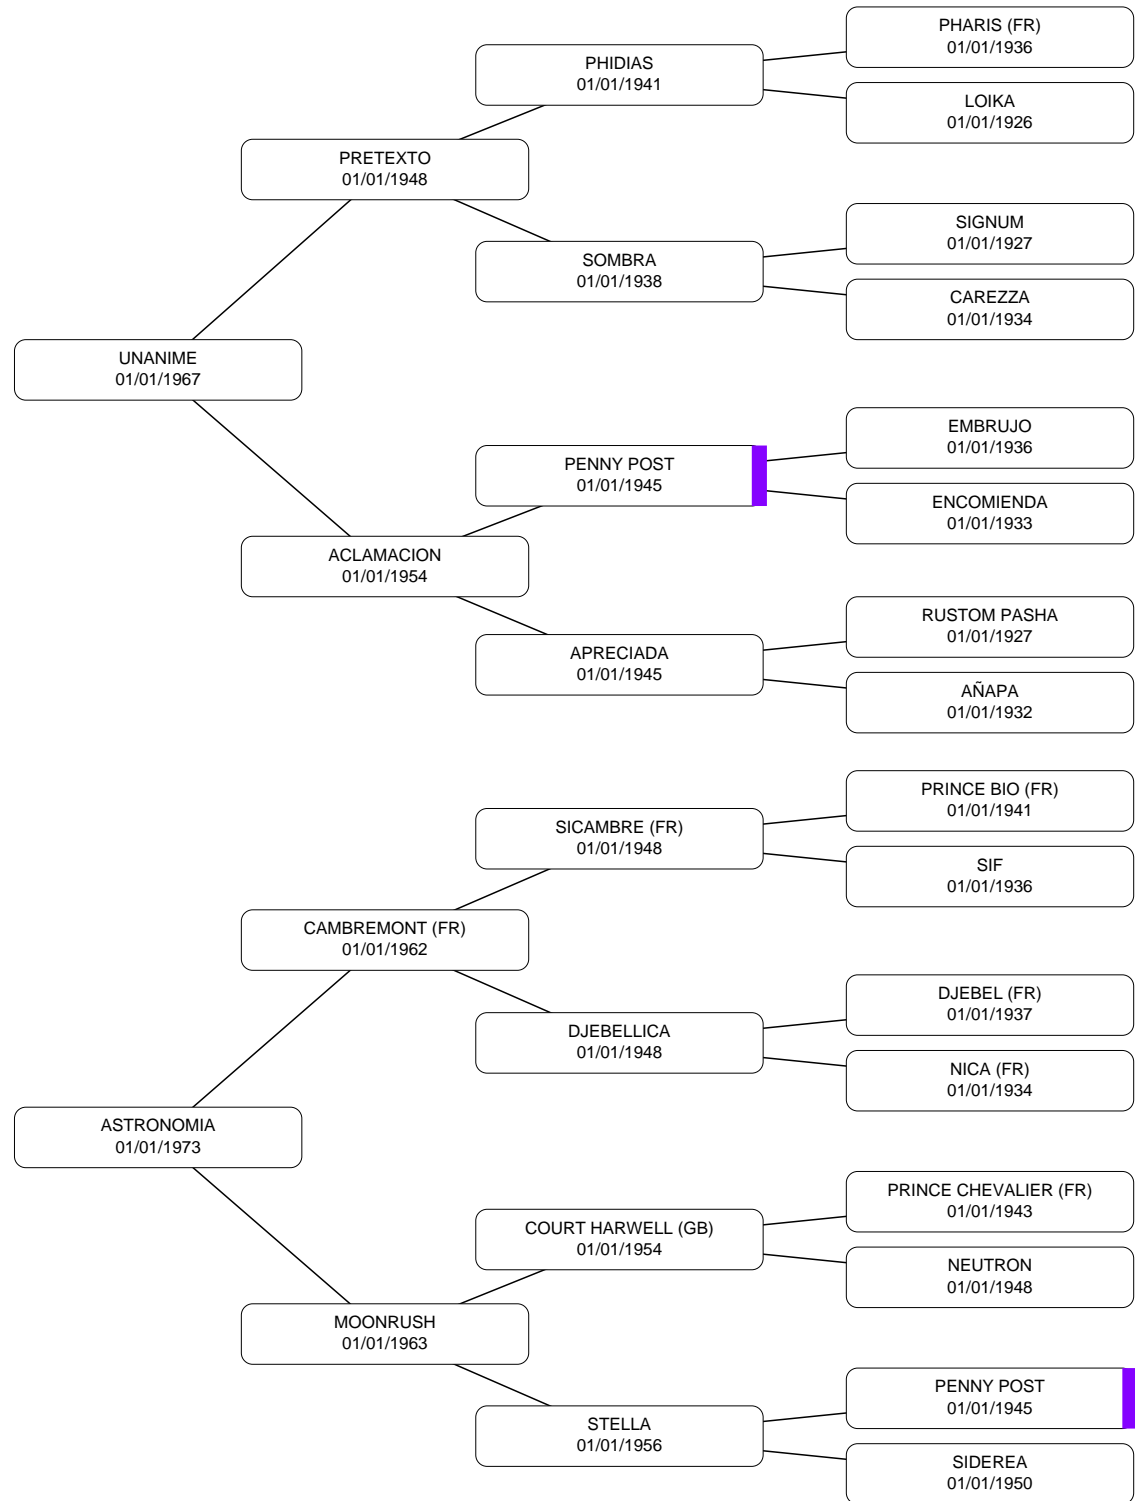 PHARIS (FR)
01/01/1936
PHIDIAS
01/01/1941
LOIKA
01/01/1926
PRETEXTO
01/01/1948
SIGNUM
01/01/1927
SOMBRA
01/01/1938
CAREZZA
01/01/1934
UNANIME
01/01/1967
EMBRUJO
01/01/1936
PENNY POST
01/01/1945
ENCOMIENDA
01/01/1933
ACLAMACION
01/01/1954
RUSTOM PASHA
01/01/1927
APRECIADA
01/01/1945
AÑAPA
01/01/1932
PRINCE BIO (FR)
01/01/1941
SICAMBRE (FR)
01/01/1948
SIF
01/01/1936
CAMBREMONT (FR)
01/01/1962
DJEBEL (FR)
01/01/1937
DJEBELLICA
01/01/1948
NICA (FR)
01/01/1934
ASTRONOMIA
01/01/1973
PRINCE CHEVALIER (FR)
01/01/1943
COURT HARWELL (GB)
01/01/1954
NEUTRON
01/01/1948
MOONRUSH
01/01/1963
PENNY POST
01/01/1945
STELLA
01/01/1956
SIDEREA
01/01/1950